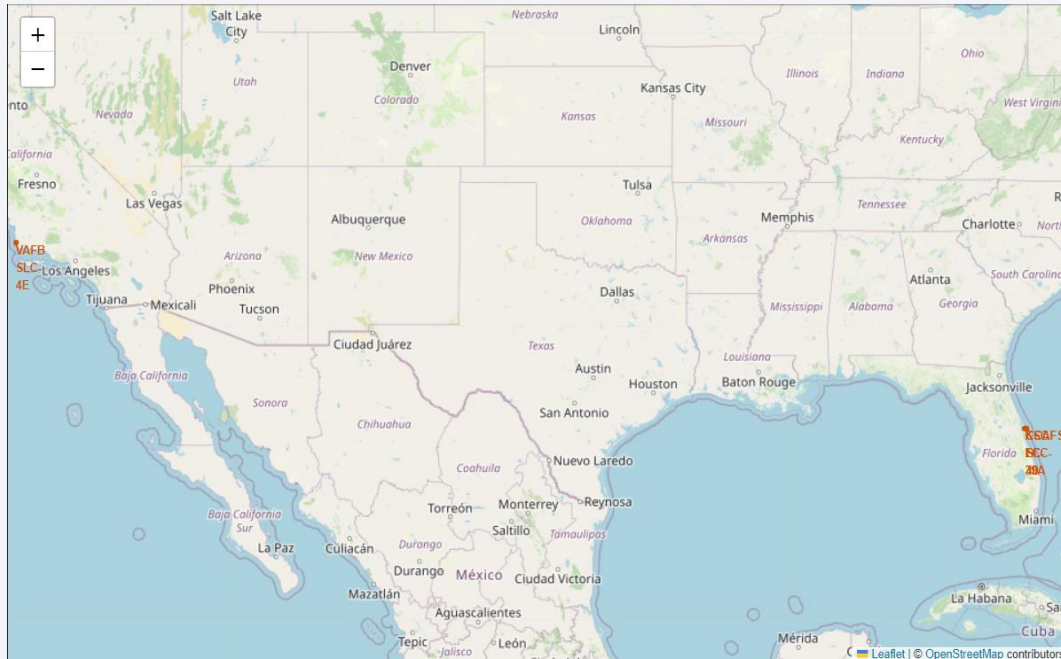 Salt Lake
City
Nebraska
Lincoln
+
−
Utah
Denver
Colorado
Kansas City
Kansas
Missouri
Illinois
Indiana
Ohio
West Virgini
Nevada
ento
California
Fresno
Las Vegas
Kentucky
Tulsa
Oklahoma
Albuquerque
New Mexico
Arizona
Arkansas
Memphis
Tennessee
Charlotte
North
R
VAFB
SLC-
4E
Los Angeles
Tijuana
Mexicali
Phoenix
Tucson
Dallas
Mississippi
Alabama
Atlanta
Georgia
South Carolina
Ciudad Juárez
Texas
Louisiana
Baton Rouge
Austin
Houston
San Antonio
Jacksonville
Baja California
Sonora
Chihuahua
Coahuila
Nuevo Laredo
Reynosa
Florida
Miami
Torreón
Monterrey
Saltillo
Tamaulipas
Baja California
Sur
La Paz
Culiacán
Durango
Durango
México
Ciudad Victoria
Mazatlán
Aguascalientes
Tepic
León
Jalisco
La Habana
Sa
Cuba
Mérida
Leaflet | © OpenStreetMap contributors